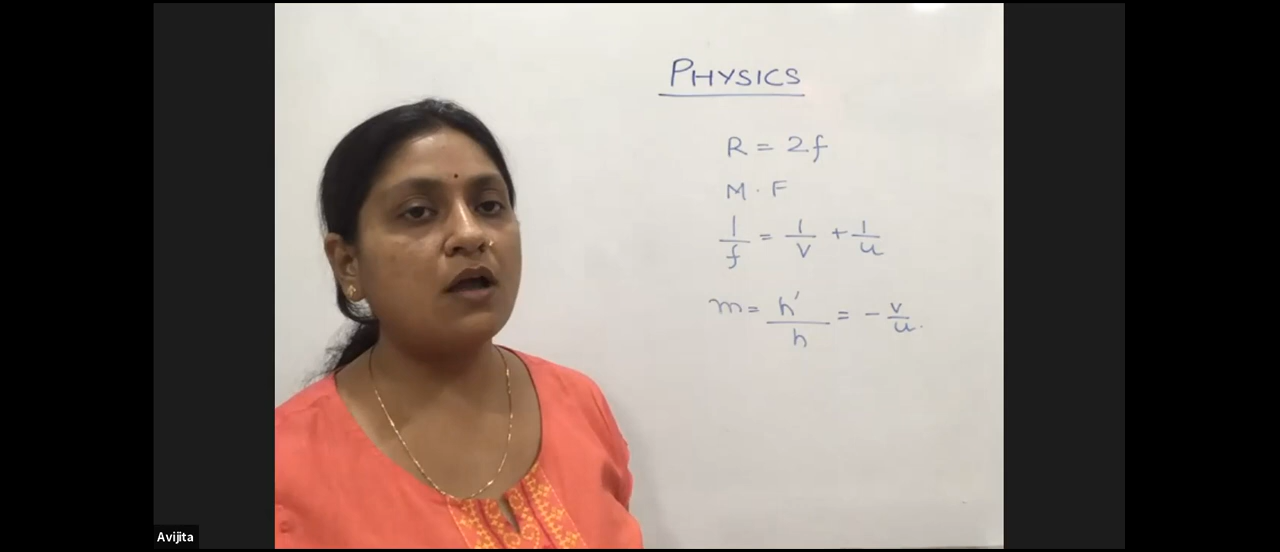 PHYSICS
R = 2f
M. F
1/f = 1/v + 1/u
m = h'/h = - v/u.
Avijita